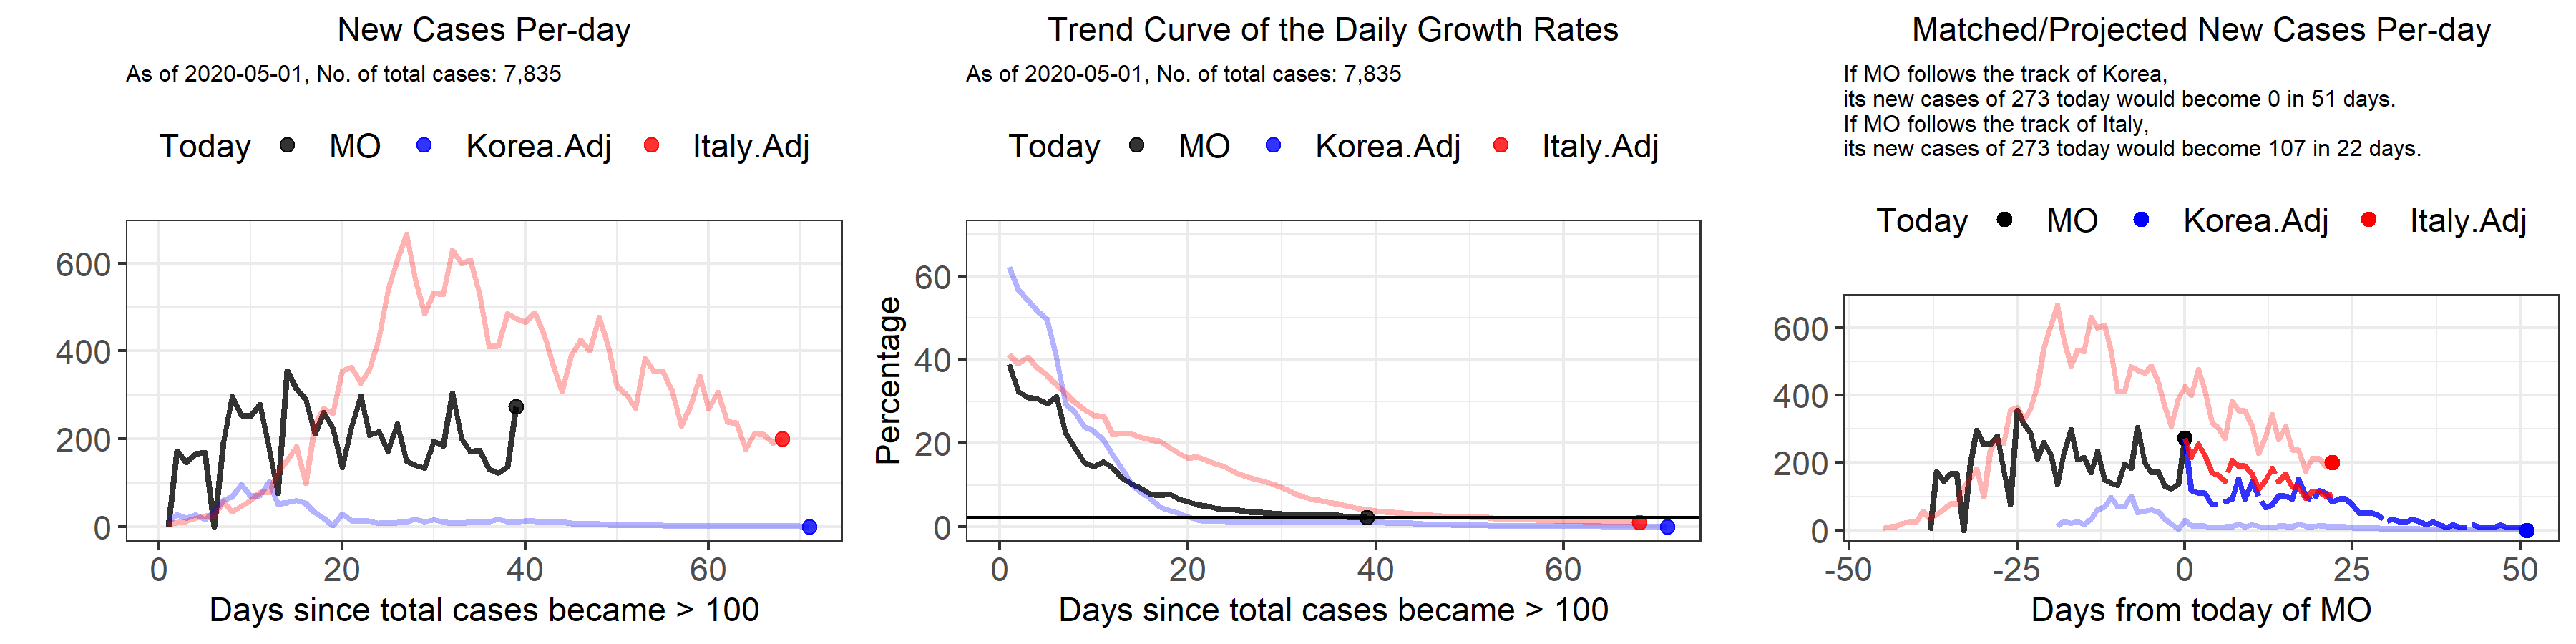 New Cases Per-day
As of 2020-05-01, No. of total cases: 7,835
Today MO Korea.Adj Italy.Adj
600
400
200
0
0 20 40 60
Days since total cases became > 100
Trend Curve of the Daily Growth Rates
As of 2020-05-01, No. of total cases: 7,835
Today MO Korea.Adj Italy.Adj
Percentage
60
40
20
0
0 20 40 60
Days since total cases became > 100
Matched/Projected New Cases Per-day
If MO follows the track of Korea,
its new cases of 273 today would become 0 in 51 days.
If MO follows the track of Italy,
its new cases of 273 today would become 107 in 22 days.
Today MO Korea.Adj Italy.Adj
600
400
200
0
-50 -25 0 25 50
Days from today of MO